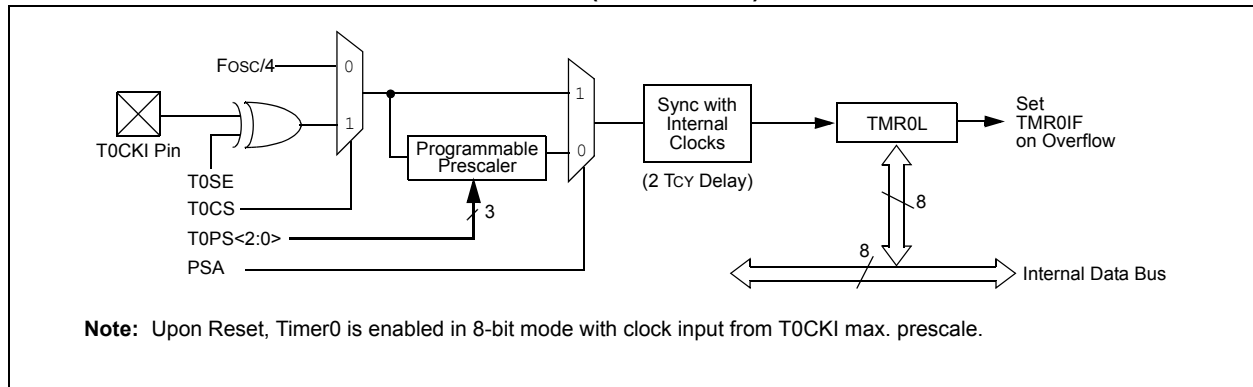 Fosc/4
0
1
T0CKI Pin
T0SE
T0CS
T0PS<2:0>
PSA
Programmable
Prescaler
3
1
0
Sync with
Internal
Clocks
(2 TCY Delay)
TMR0L
Set
TMR0IF
on Overflow
8
8
Internal Data Bus
Note: Upon Reset, Timer0 is enabled in 8-bit mode with clock input from T0CKI max. prescale.